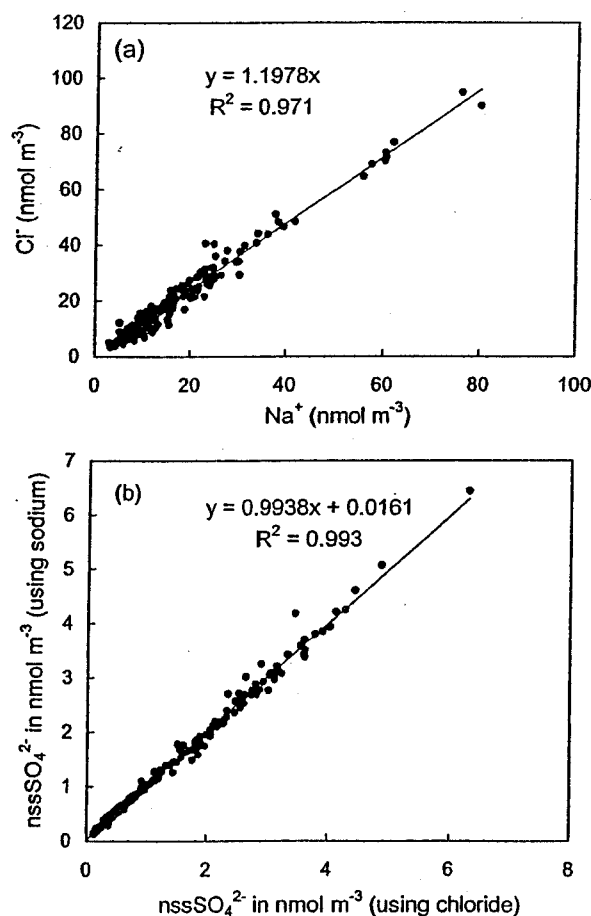 (a)
y = 1.1978x
R² = 0.971
120
100
80
60
40
20
0
Cl⁻ (nmol m⁻³)
0 20 40 60 80 100
Na⁺ (nmol m⁻³)
(b)
y = 0.9938x + 0.0161
R² = 0.993
7
6
5
4
3
2
1
0
nssSO₄²⁻ in nmol m⁻³ (using sodium)
0 2 4 6 8
nssSO₄²⁻ in nmol m⁻³ (using chloride)